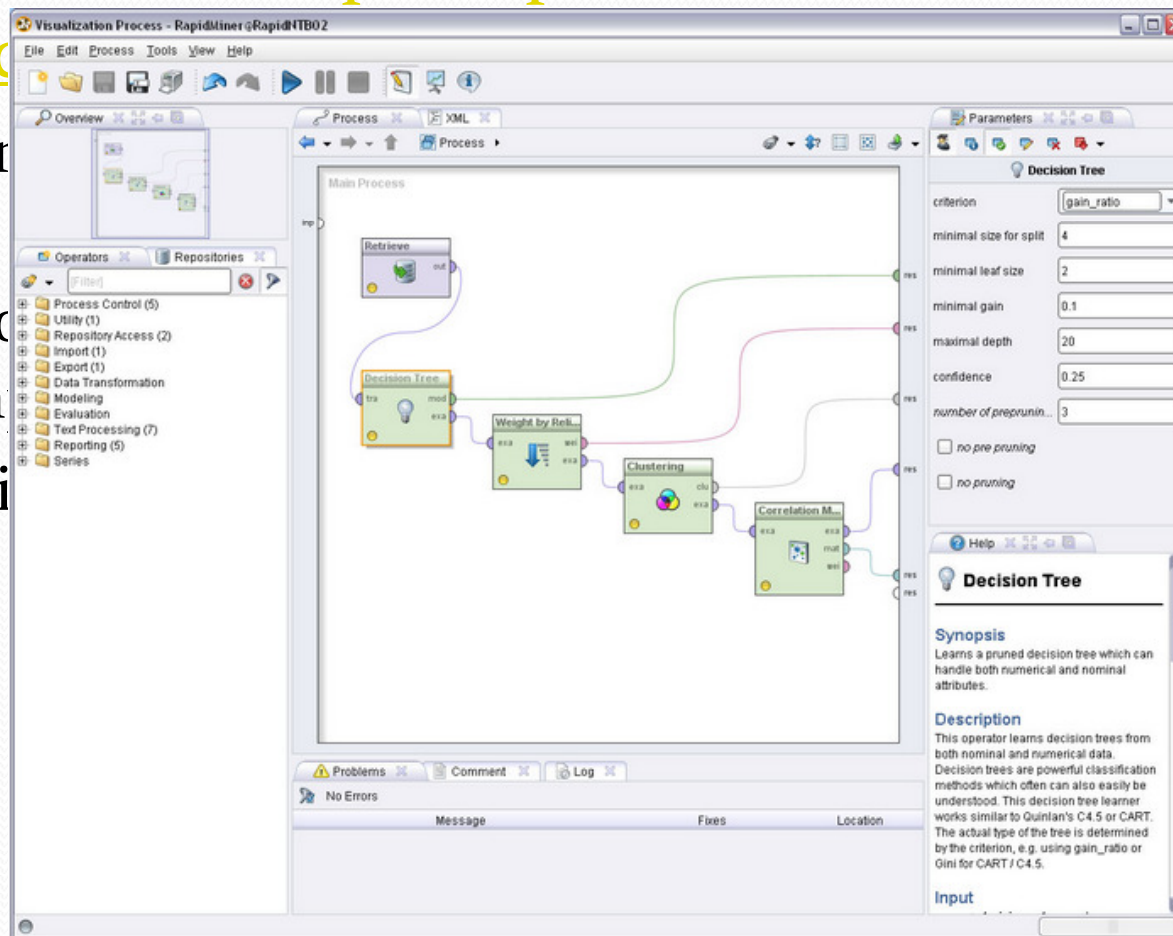 Visualization Process - RapidMiner@RapidNTB02
File Edit Process Tools View Help
Overview
Process
XML
Parameters
Process
Decision Tree
Main Process
inp
criterion
gain_ratio
minimal size for split
4
minimal leaf size
2
minimal gain
0.1
maximal depth
20
confidence
0.25
number of preprunin...
3
no pre pruning
no pruning
Operators
Repositories
[Filter]
Process Control (5)
Utility (1)
Repository Access (2)
Import (1)
Export (1)
Data Transformation
Modeling
Evaluation
Text Processing (7)
Reporting (5)
Series
Retrieve
out
res
res
Decision Tree
tra mod
exa
res
Weight by Reli...
exa wei
exa
Clustering
exa clu
exa
res
Correlation M...
exa exa
mat
wei
res
res
Help
Decision Tree
Synopsis
Learns a pruned decision tree which can
handle both numerical and nominal
attributes.
Description
This operator learns decision trees from
both nominal and numerical data.
Decision trees are powerful classification
methods which often can also easily be
understood. This decision tree learner
works similar to Quinlan's C4.5 or CART.
The actual type of the tree is determined
by the criterion, e.g. using gain_ratio or
Gini for CART / C4.5.
Input
Problems
Comment
Log
No Errors
Message Fixes Location